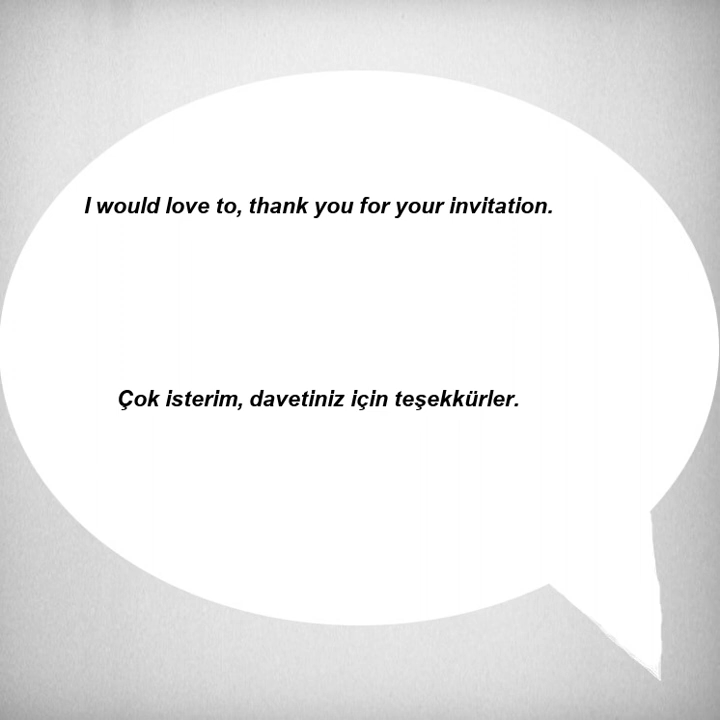 I would love to, thank you for your invitation.
Çok isterim, davetiniz için teşekkürler.